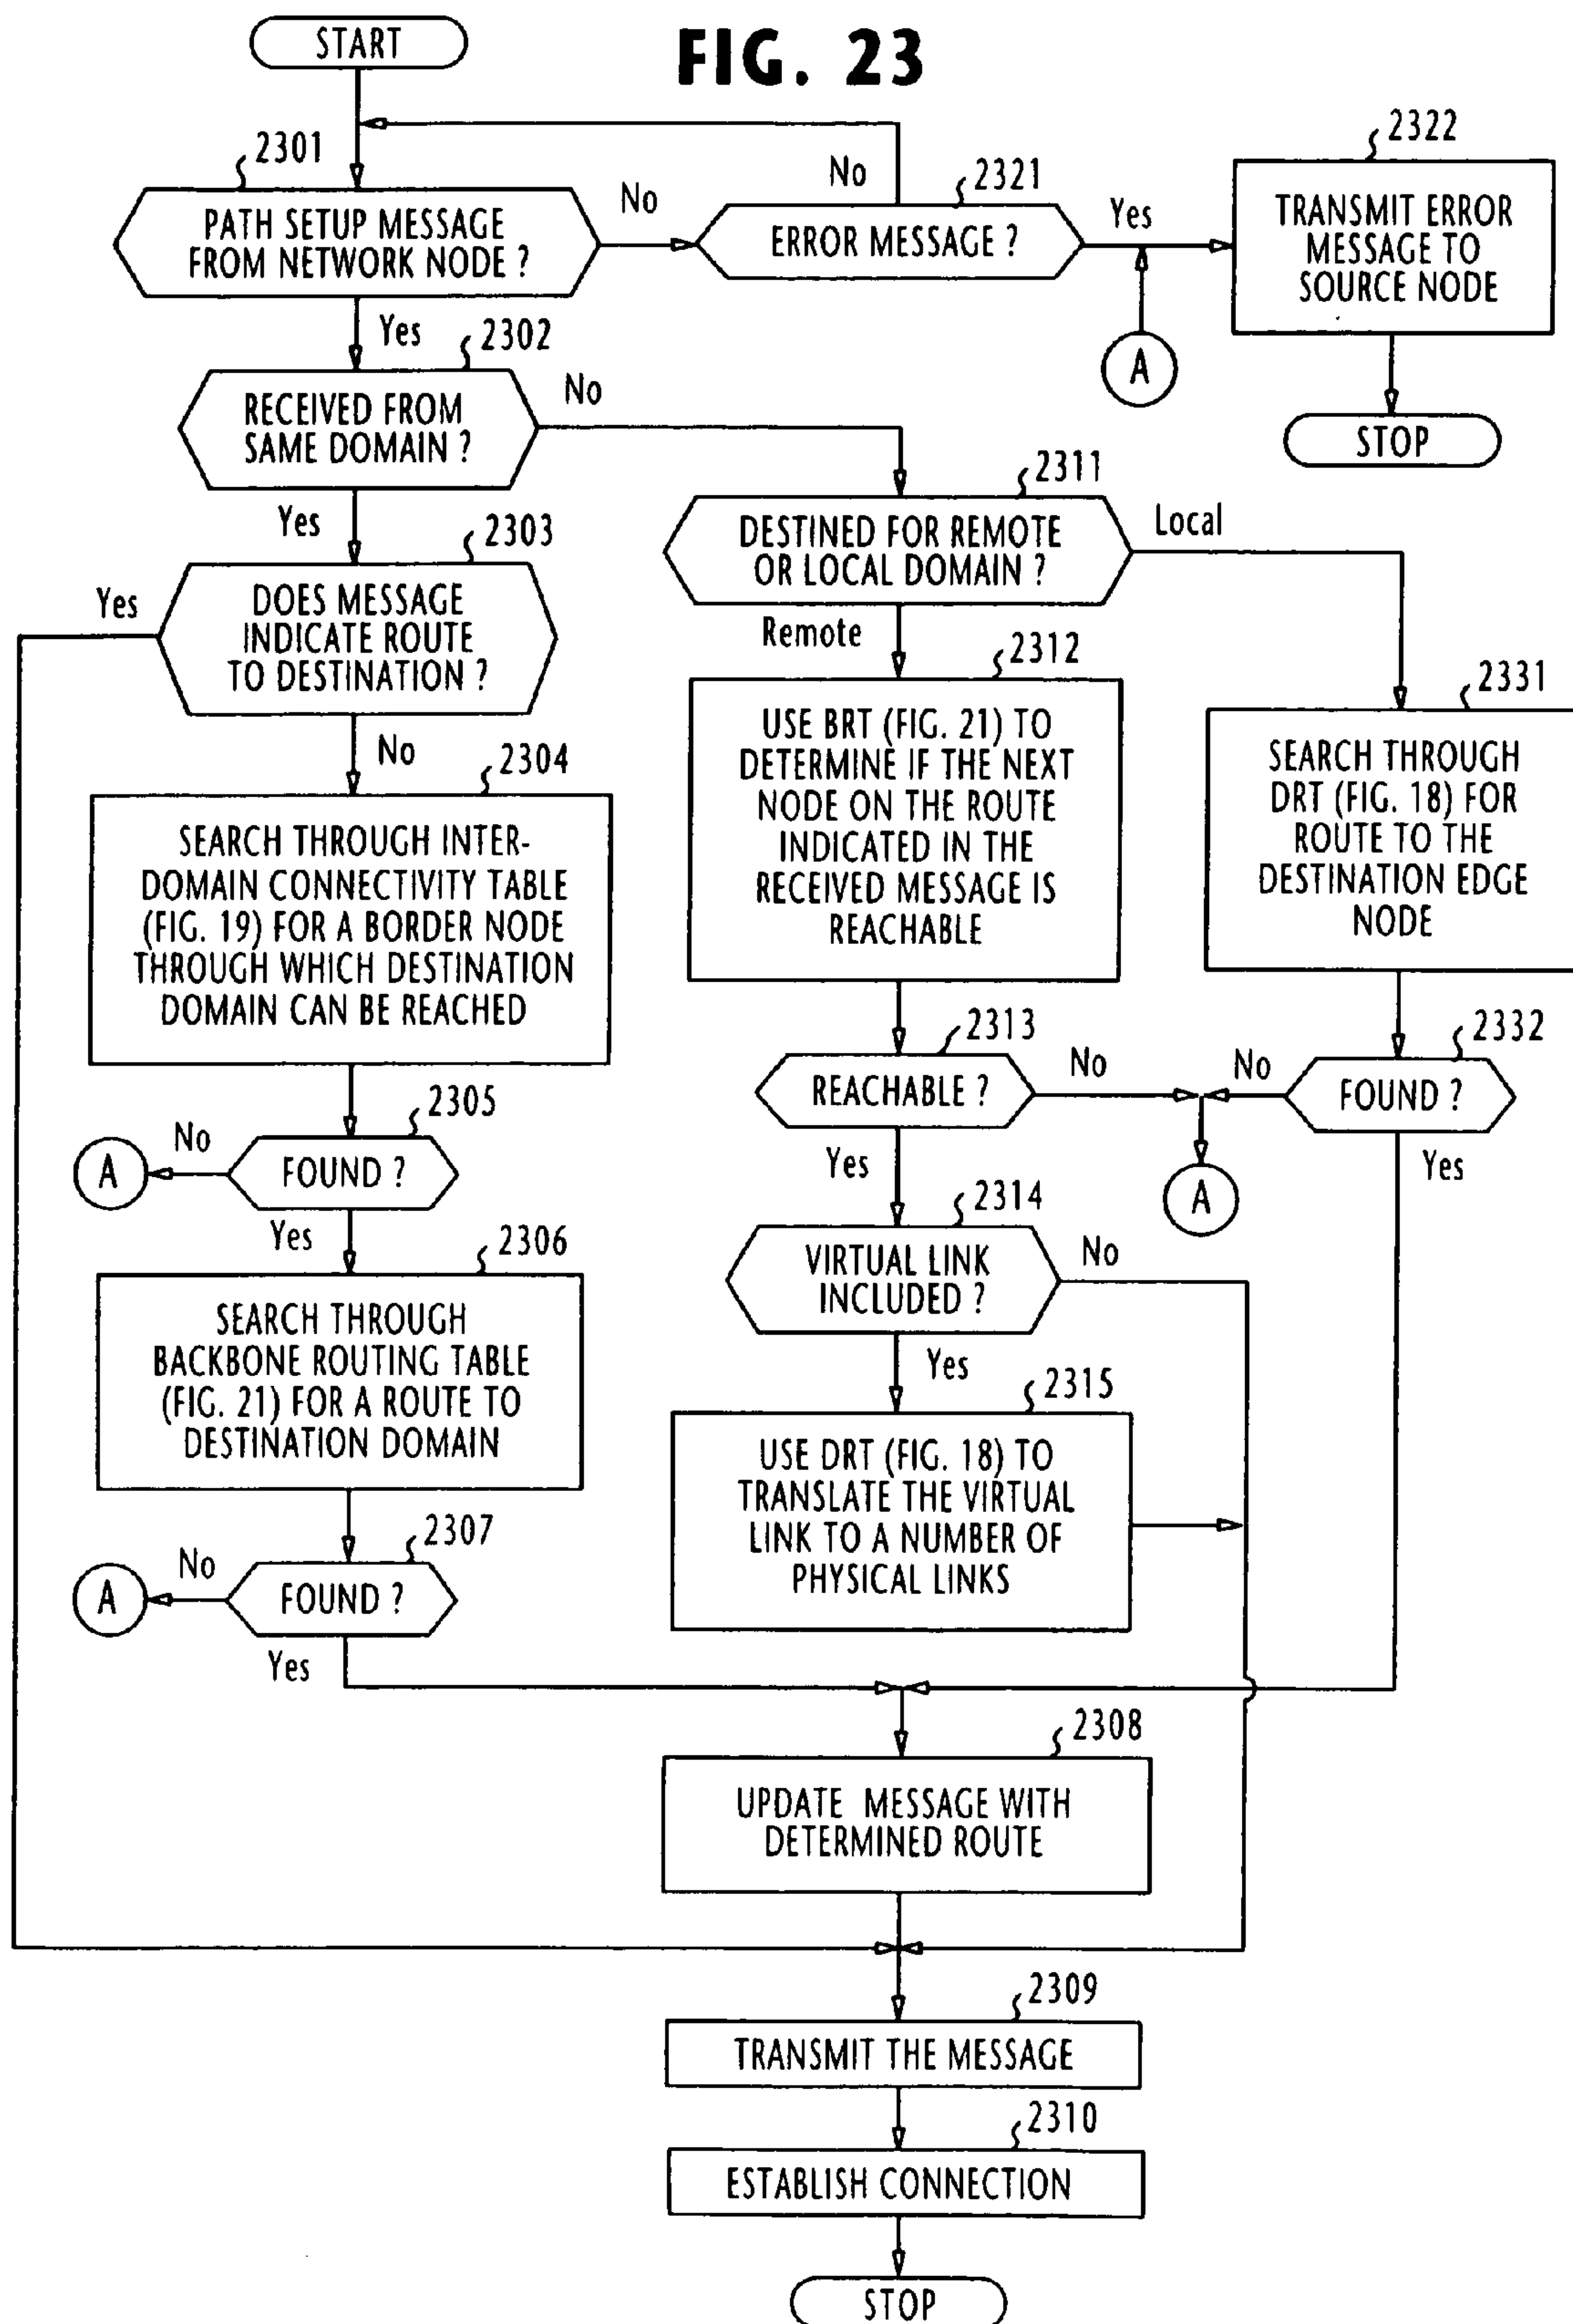 FIG. 23
START
2301
PATH SETUP MESSAGE
FROM NETWORK NODE ?
No
Yes
2321
ERROR MESSAGE ?
No
Yes
2322
TRANSMIT ERROR
MESSAGE TO
SOURCE NODE
A
STOP
2302
RECEIVED FROM
SAME DOMAIN ?
No
Yes
2303
DOES MESSAGE
INDICATE ROUTE
TO DESTINATION ?
Yes
No
2304
SEARCH THROUGH INTER-
DOMAIN CONNECTIVITY TABLE
(FIG. 19) FOR A BORDER NODE
THROUGH WHICH DESTINATION
DOMAIN CAN BE REACHED
2305
FOUND ?
No
A
Yes
2306
SEARCH THROUGH
BACKBONE ROUTING TABLE
(FIG. 21) FOR A ROUTE TO
DESTINATION DOMAIN
2307
FOUND ?
No
A
Yes
2311
DESTINED FOR REMOTE
OR LOCAL DOMAIN ?
Local
Remote
2312
USE BRT (FIG. 21) TO
DETERMINE IF THE NEXT
NODE ON THE ROUTE
INDICATED IN THE
RECEIVED MESSAGE IS
REACHABLE
2313
REACHABLE ?
No
Yes
2331
SEARCH THROUGH
DRT (FIG. 18) FOR
ROUTE TO THE
DESTINATION EDGE
NODE
2332
FOUND ?
No
Yes
A
2314
VIRTUAL LINK
INCLUDED ?
No
Yes
2315
USE DRT (FIG. 18) TO
TRANSLATE THE VIRTUAL
LINK TO A NUMBER OF
PHYSICAL LINKS
2308
UPDATE MESSAGE WITH
DETERMINED ROUTE
2309
TRANSMIT THE MESSAGE
2310
ESTABLISH CONNECTION
STOP